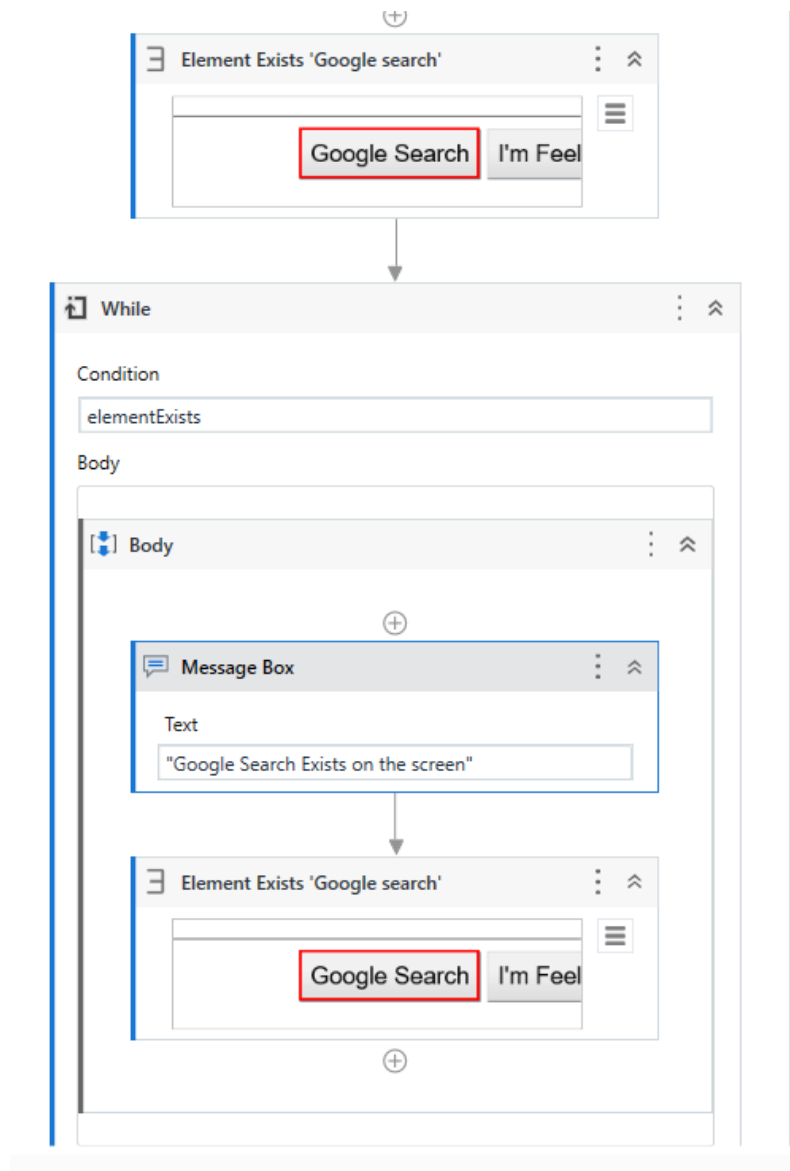 Element Exists 'Google search'
Google Search I'm Feel
While
Condition
elementExists
Body
Body
Message Box
Text
"Google Search Exists on the screen"
Element Exists 'Google search'
Google Search I'm Feel